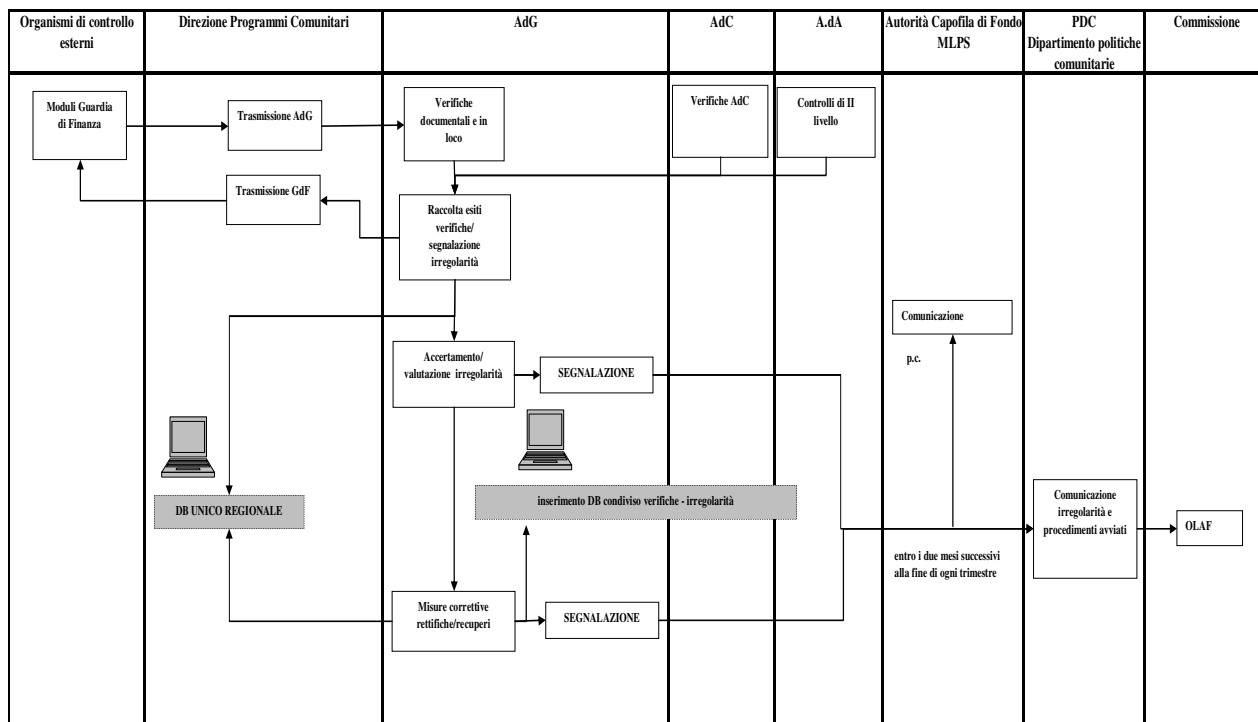 Organismi di controllo
esterni
Direzione Programmi Comunitari
AdG
AdC
A.dA
Autorità Capofila di Fondo
MLPS
PDC
Dipartimento politiche
comunitarie
Commissione
Moduli Guardia
di Finanza
Trasmissione AdG
Verifiche
documentali e in
loco
Verifiche AdC
Controlli di II
livello
Trasmissione GdF
Raccolta esiti
verifiche/
segnalazione
irregolarità
Comunicazione
p.c.
Accertamento/
valutazione irregolarità
SEGNALAZIONE
DB UNICO REGIONALE
inserimento DB condiviso verifiche - irregolarità
Comunicazione
irregolarità e
procedimenti avviati
OLAF
entro i due mesi successivi
alla fine di ogni trimestre
Misure correttive
rettifiche/recuperi
SEGNALAZIONE